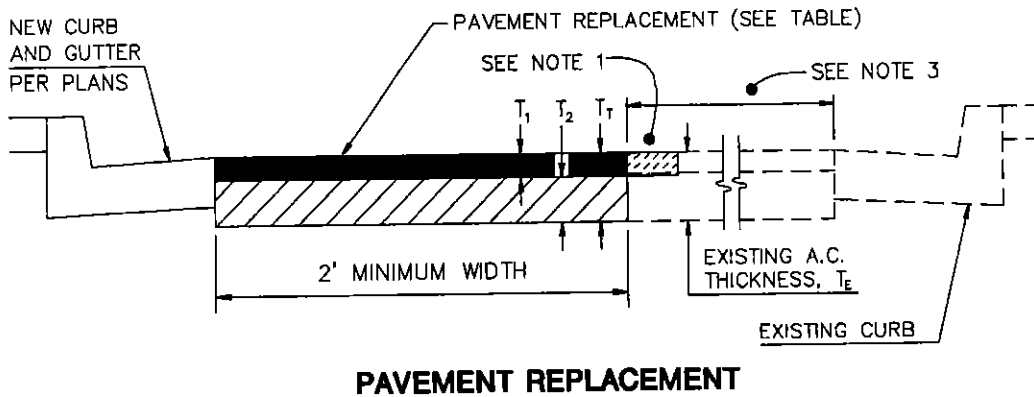 NEW CURB
AND GUTTER
PER PLANS
PAVEMENT REPLACEMENT (SEE TABLE)
SEE NOTE 1
SEE NOTE 3
T1 T2 TT
2' MINIMUM WIDTH
EXISTING A.C.
THICKNESS, TE
EXISTING CURB
PAVEMENT REPLACEMENT